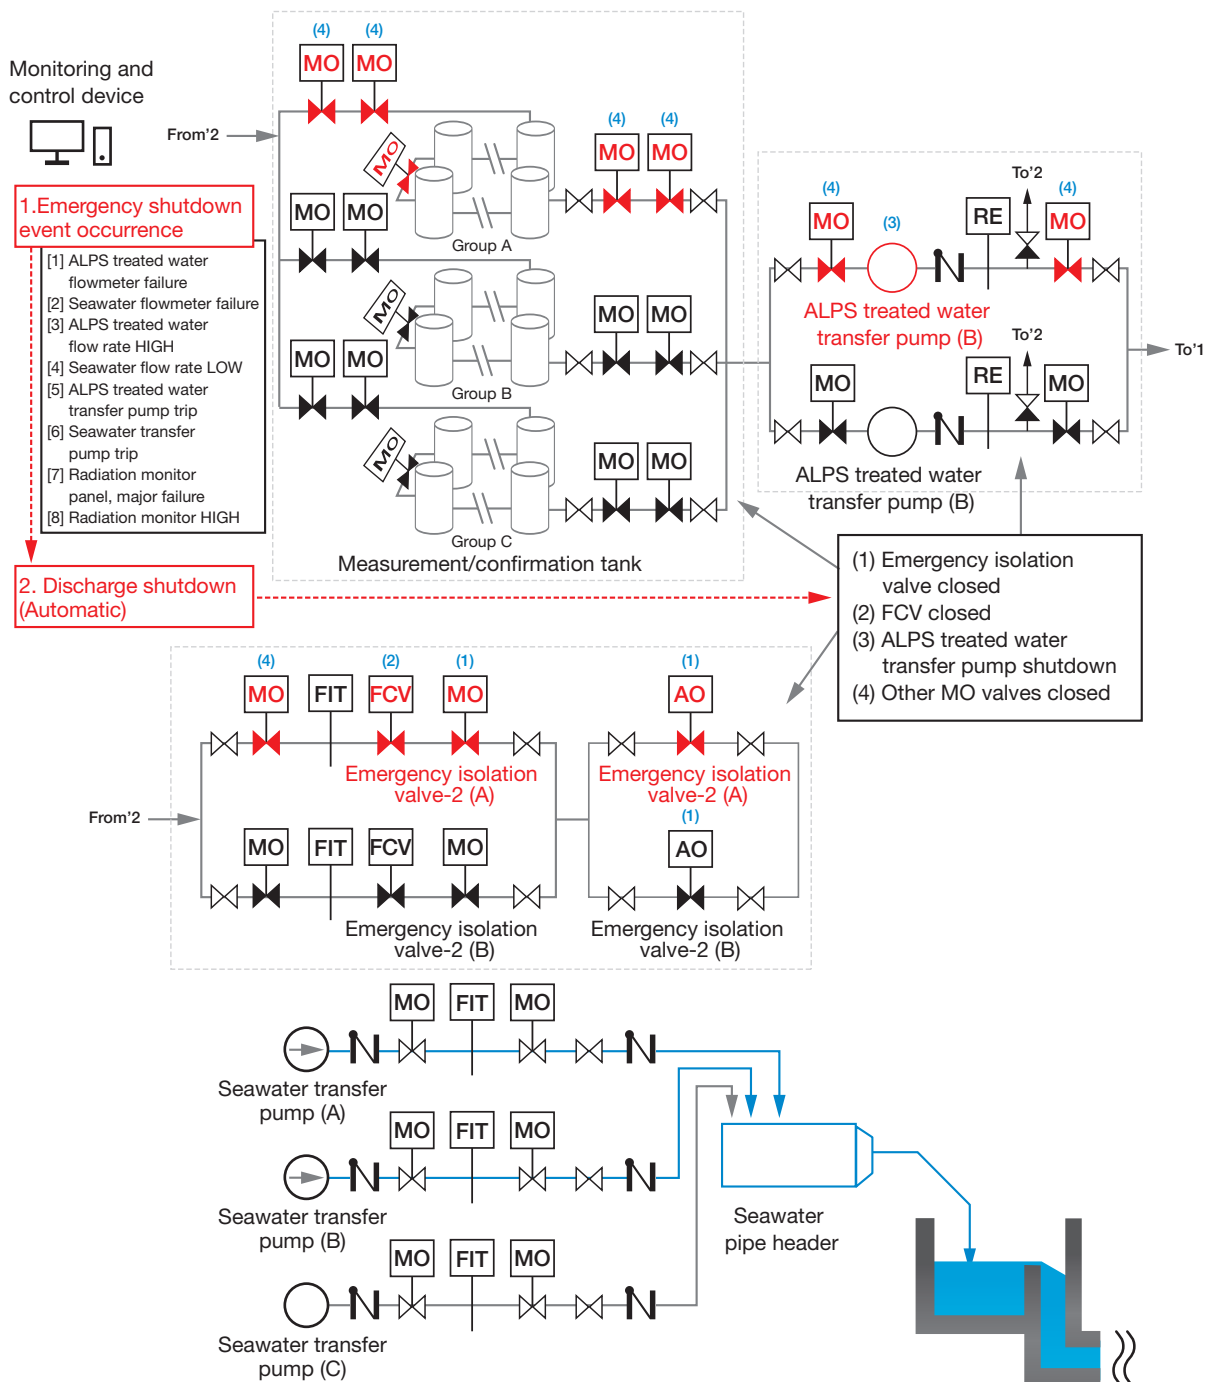 (4) (4)
MO MO
Monitoring and
control device
From'2
(4) (4)
MO MO MO
1.Emergency shutdown
event occurrence
MO MO
Group A
[1] ALPS treated water
flowmeter failure
[2] Seawater flowmeter failure
[3] ALPS treated water
flow rate HIGH
[4] Seawater flow rate LOW
[5] ALPS treated water
transfer pump trip
[6] Seawater transfer
pump trip
[7] Radiation monitor
panel, major failure
[8] Radiation monitor HIGH
MO MO MO
Group B
MO MO
MO MO MO
Group C
Measurement/confirmation tank
To'2
(4) (3) (4)
MO RE MO
ALPS treated water
transfer pump (B)
To'2
To'1
MO RE MO
ALPS treated water
transfer pump (B)
2. Discharge shutdown
(Automatic)
(1) Emergency isolation
valve closed
(2) FCV closed
(3) ALPS treated water
transfer pump shutdown
(4) Other MO valves closed
(4) (2) (1) (1)
MO FIT FCV MO AO
Emergency isolation
valve-2 (A)
Emergency isolation
valve-2 (A)
(1)
From'2
MO FIT FCV MO AO
Emergency isolation
valve-2 (B)
Emergency isolation
valve-2 (B)
MO FIT MO
Seawater transfer
pump (A)
MO FIT MO
Seawater transfer
pump (B)
Seawater
pipe header
MO FIT MO
Seawater transfer
pump (C)